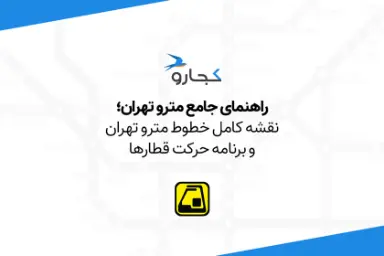 کجارو
راهنمای جامع مترو تهران؛
نقشه کامل خطوط مترو تهران
و برنامه حرکت قطارها